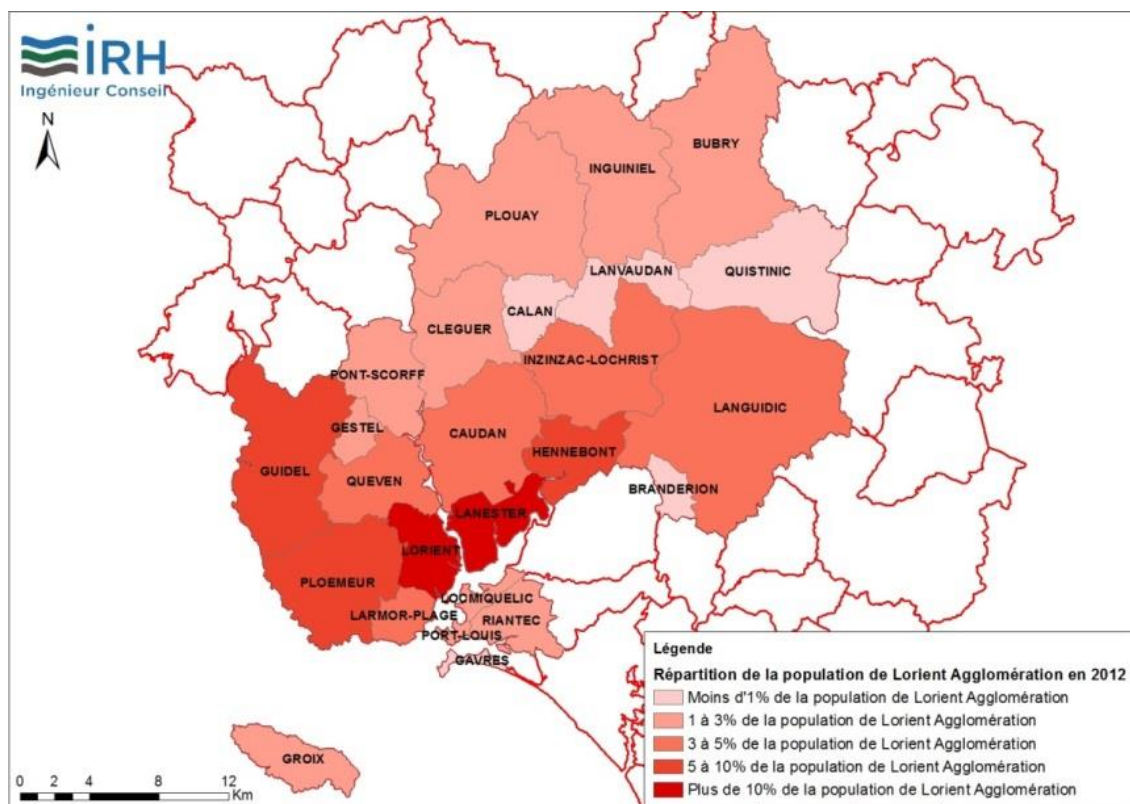 iRH
Ingénieur Conseil
N
BUBRY
INGUINIEL
PLOUAY
LANVAUDAN
QUISTINIC
CALAN
CLEGUER
INZINZAC-LOCHRIST
PONT-SCORFF
LANGUIDIC
GESTEL
CAUDAN
HENNEBONT
GUIDEL
QUEVEN
BRANDERION
LANESTER
LORIENT
PLOEMEUR
LOCMIQUELIC
LARMOR-PLAGE
RIANTEC
PORT-LOUIS
GAVRES
GROIX
0 2 4 8 12
Km
Légende
Répartition de la population de Lorient Agglomération en 2012
Moins d'1% de la population de Lorient Agglomération
1 à 3% de la population de Lorient Agglomération
3 à 5% de la population de Lorient Agglomération
5 à 10% de la population de Lorient Agglomération
Plus de 10% de la population de Lorient Agglomération